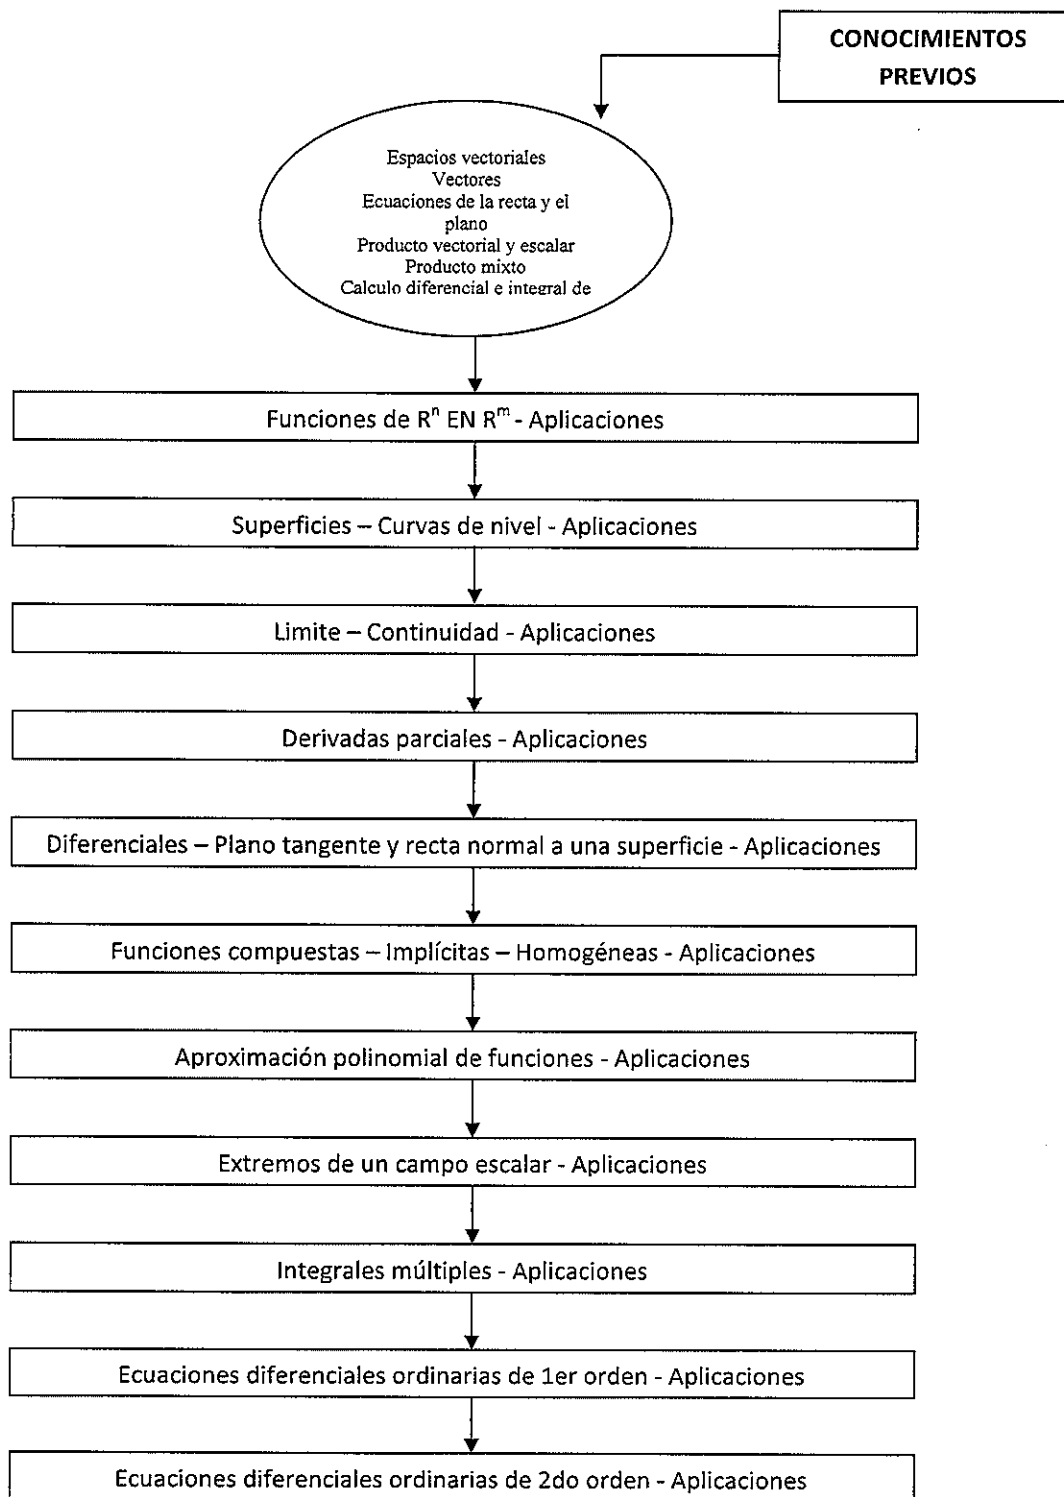 CONOCIMIENTOS
PREVIOS
Espacios vectoriales
Vectores
Ecuaciones de la recta y el
plano
Producto vectorial y escalar
Producto mixto
Calculo diferencial e integral de
Funciones de Rⁿ EN Rᵐ - Aplicaciones
Superficies – Curvas de nivel - Aplicaciones
Limite – Continuidad - Aplicaciones
Derivadas parciales - Aplicaciones
Diferenciales – Plano tangente y recta normal a una superficie - Aplicaciones
Funciones compuestas – Implícitas – Homogéneas - Aplicaciones
Aproximación polinomial de funciones - Aplicaciones
Extremos de un campo escalar - Aplicaciones
Integrales múltiples - Aplicaciones
Ecuaciones diferenciales ordinarias de 1er orden - Aplicaciones
Ecuaciones diferenciales ordinarias de 2do orden - Aplicaciones